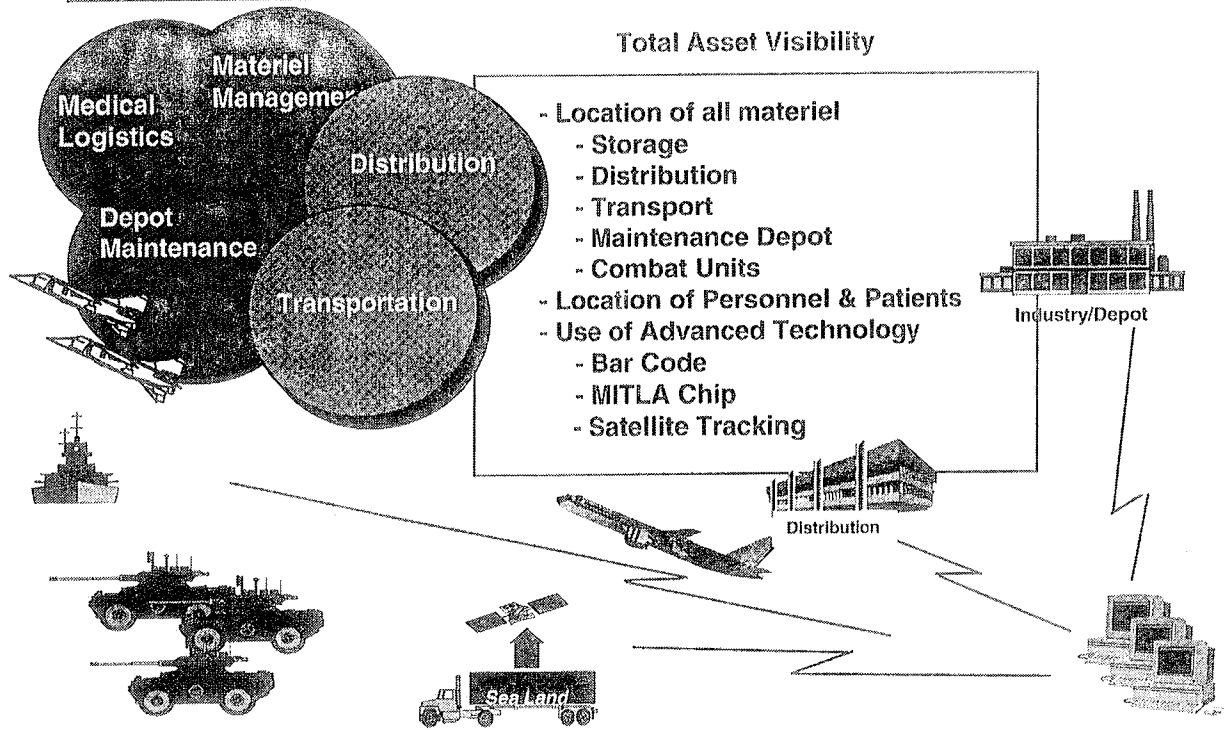 Total Asset Visibility
Materiel
Management
Medical
Logistics
Distribution
Depot
Maintenance
Transportation
- Location of all materiel
- Storage
- Distribution
- Transport
- Maintenance Depot
- Combat Units
- Location of Personnel & Patients
- Use of Advanced Technology
- Bar Code
- MITLA Chip
- Satellite Tracking
Industry/Depot
Distribution
Sea Land